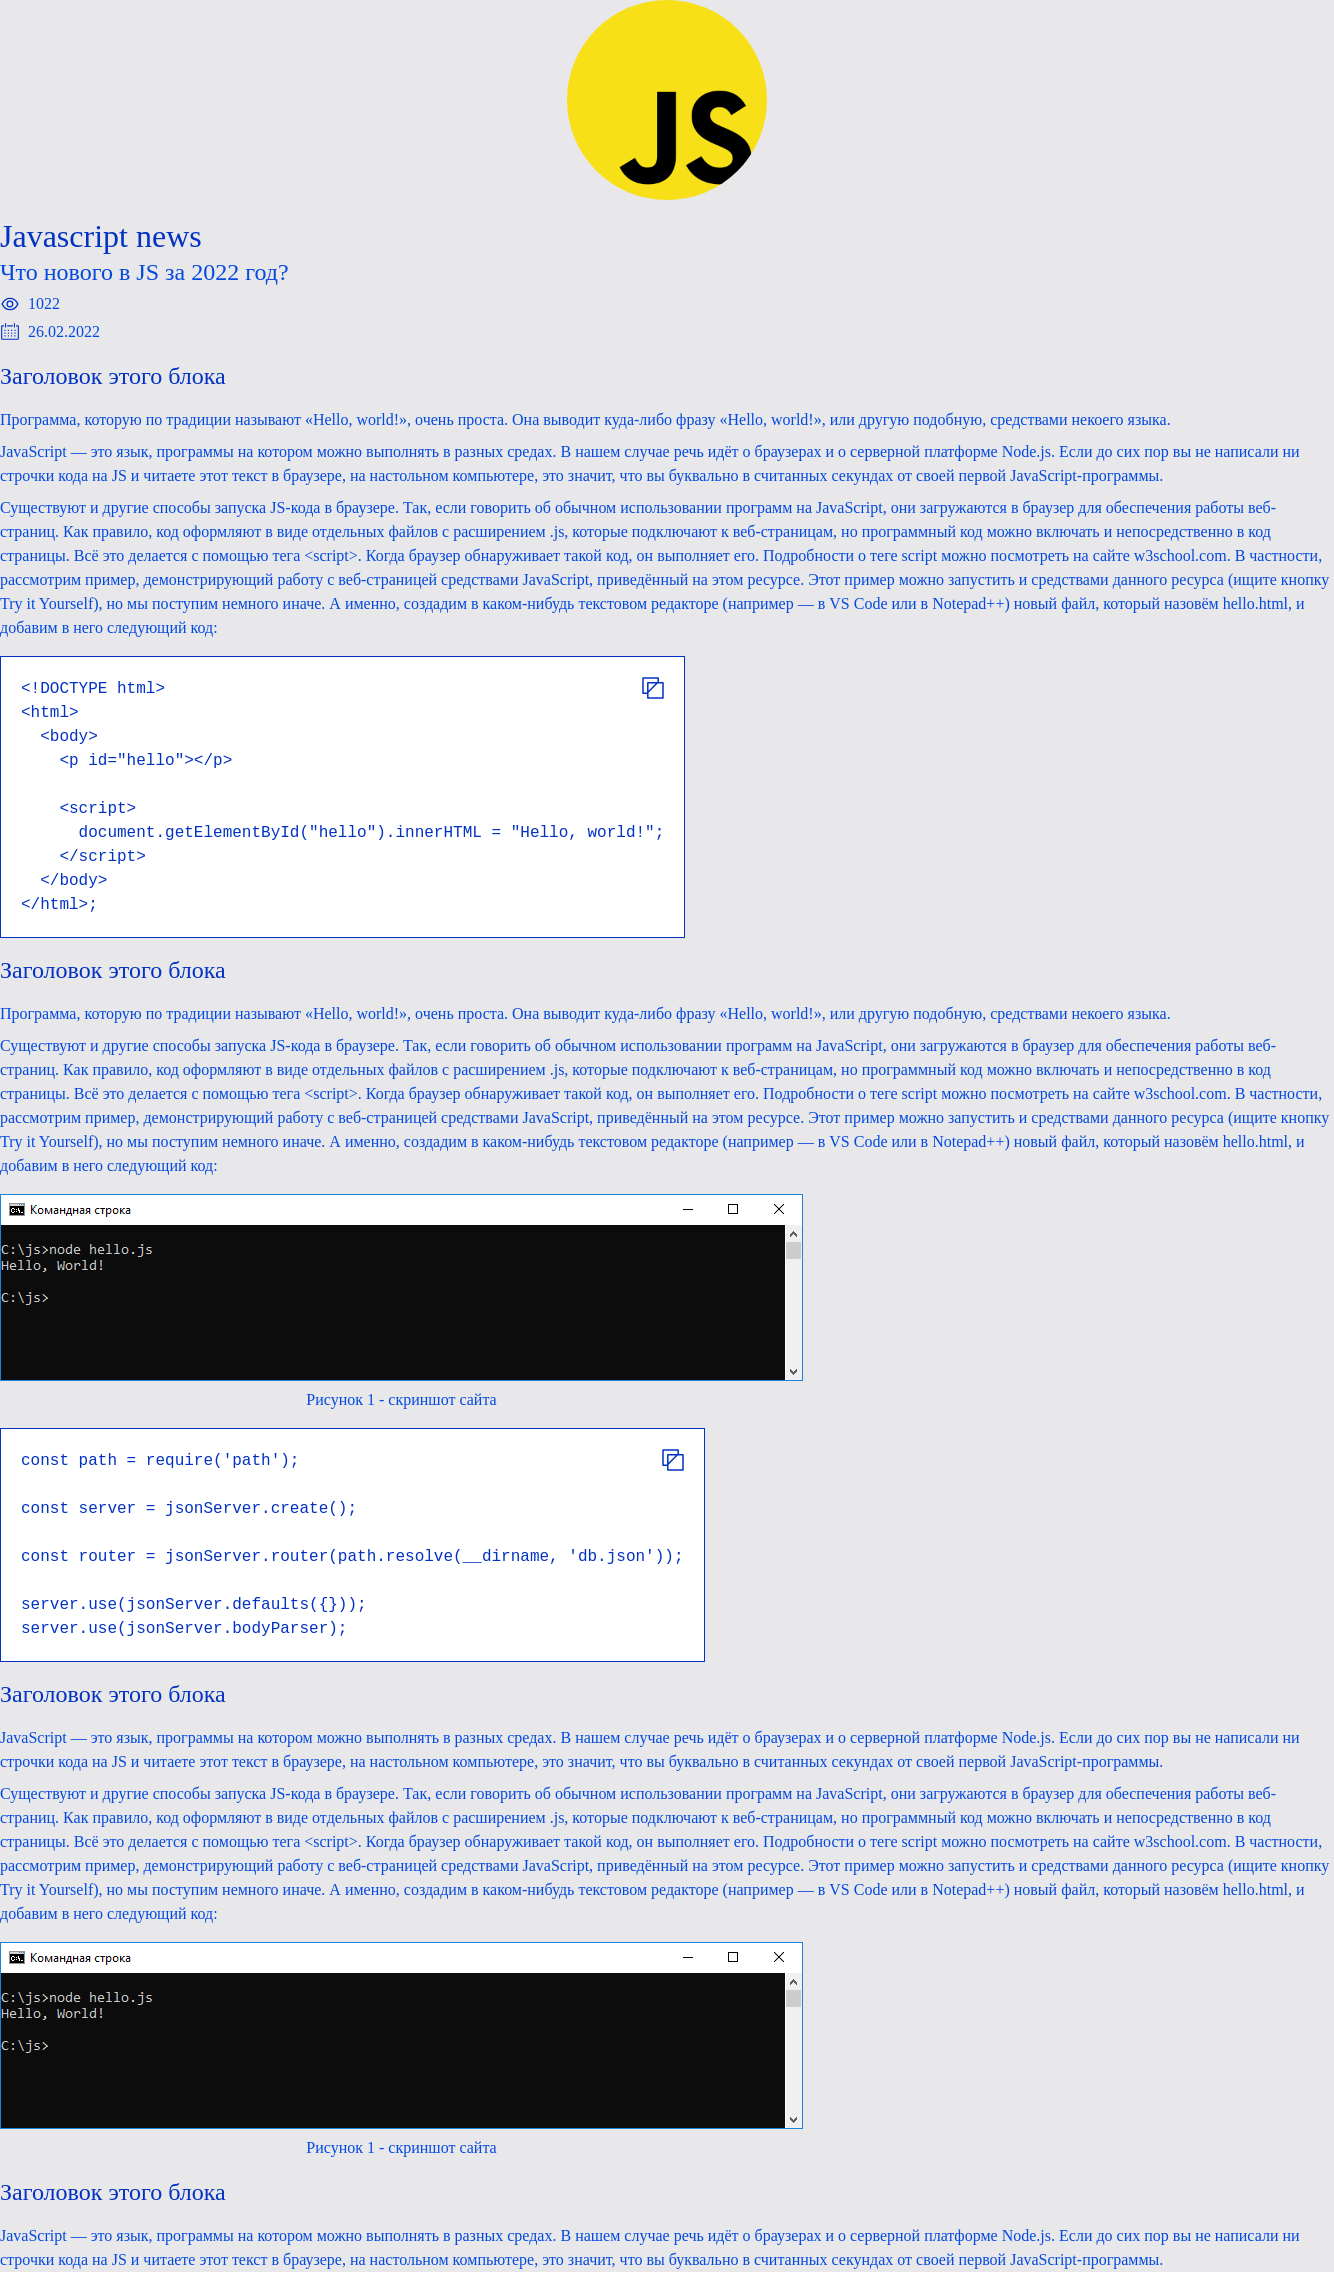 JS
Javascript news
Что нового в JS за 2022 год?
1022
26.02.2022
Заголовок этого блока
Программа, которую по традиции называют «Hello, world!», очень проста. Она выводит куда-либо фразу «Hello, world!», или другую подобную, средствами некоего языка.
JavaScript — это язык, программы на котором можно выполнять в разных средах. В нашем случае речь идёт о браузерах и о серверной платформе Node.js. Если до сих пор вы не написали ни
строчки кода на JS и читаете этот текст в браузере, на настольном компьютере, это значит, что вы буквально в считанных секундах от своей первой JavaScript-программы.
Существуют и другие способы запуска JS-кода в браузере. Так, если говорить об обычном использовании программ на JavaScript, они загружаются в браузер для обеспечения работы веб-
страниц. Как правило, код оформляют в виде отдельных файлов с расширением .js, которые подключают к веб-страницам, но программный код можно включать и непосредственно в код
страницы. Всё это делается с помощью тега <script>. Когда браузер обнаруживает такой код, он выполняет его. Подробности о теге script можно посмотреть на сайте w3school.com. В частности,
рассмотрим пример, демонстрирующий работу с веб-страницей средствами JavaScript, приведённый на этом ресурсе. Этот пример можно запустить и средствами данного ресурса (ищите кнопку
Try it Yourself), но мы поступим немного иначе. А именно, создадим в каком-нибудь текстовом редакторе (например — в VS Code или в Notepad++) новый файл, который назовём hello.html, и
добавим в него следующий код:
<!DOCTYPE html>
<html>
  <body>
    <p id="hello"></p>

    <script>
      document.getElementById("hello").innerHTML = "Hello, world!";
    </script>
  </body>
</html>;
Заголовок этого блока
Программа, которую по традиции называют «Hello, world!», очень проста. Она выводит куда-либо фразу «Hello, world!», или другую подобную, средствами некоего языка.
Существуют и другие способы запуска JS-кода в браузере. Так, если говорить об обычном использовании программ на JavaScript, они загружаются в браузер для обеспечения работы веб-
страниц. Как правило, код оформляют в виде отдельных файлов с расширением .js, которые подключают к веб-страницам, но программный код можно включать и непосредственно в код
страницы. Всё это делается с помощью тега <script>. Когда браузер обнаруживает такой код, он выполняет его. Подробности о теге script можно посмотреть на сайте w3school.com. В частности,
рассмотрим пример, демонстрирующий работу с веб-страницей средствами JavaScript, приведённый на этом ресурсе. Этот пример можно запустить и средствами данного ресурса (ищите кнопку
Try it Yourself), но мы поступим немного иначе. А именно, создадим в каком-нибудь текстовом редакторе (например — в VS Code или в Notepad++) новый файл, который назовём hello.html, и
добавим в него следующий код:
Командная строка
C:\js>node hello.js
Hello, World!
C:\js>
Рисунок 1 - скриншот сайта
const path = require('path');

const server = jsonServer.create();

const router = jsonServer.router(path.resolve(__dirname, 'db.json'));

server.use(jsonServer.defaults({}));
server.use(jsonServer.bodyParser);
Заголовок этого блока
JavaScript — это язык, программы на котором можно выполнять в разных средах. В нашем случае речь идёт о браузерах и о серверной платформе Node.js. Если до сих пор вы не написали ни
строчки кода на JS и читаете этот текст в браузере, на настольном компьютере, это значит, что вы буквально в считанных секундах от своей первой JavaScript-программы.
Существуют и другие способы запуска JS-кода в браузере. Так, если говорить об обычном использовании программ на JavaScript, они загружаются в браузер для обеспечения работы веб-
страниц. Как правило, код оформляют в виде отдельных файлов с расширением .js, которые подключают к веб-страницам, но программный код можно включать и непосредственно в код
страницы. Всё это делается с помощью тега <script>. Когда браузер обнаруживает такой код, он выполняет его. Подробности о теге script можно посмотреть на сайте w3school.com. В частности,
рассмотрим пример, демонстрирующий работу с веб-страницей средствами JavaScript, приведённый на этом ресурсе. Этот пример можно запустить и средствами данного ресурса (ищите кнопку
Try it Yourself), но мы поступим немного иначе. А именно, создадим в каком-нибудь текстовом редакторе (например — в VS Code или в Notepad++) новый файл, который назовём hello.html, и
добавим в него следующий код:
Командная строка
C:\js>node hello.js
Hello, World!
C:\js>
Рисунок 1 - скриншот сайта
Заголовок этого блока
JavaScript — это язык, программы на котором можно выполнять в разных средах. В нашем случае речь идёт о браузерах и о серверной платформе Node.js. Если до сих пор вы не написали ни
строчки кода на JS и читаете этот текст в браузере, на настольном компьютере, это значит, что вы буквально в считанных секундах от своей первой JavaScript-программы.